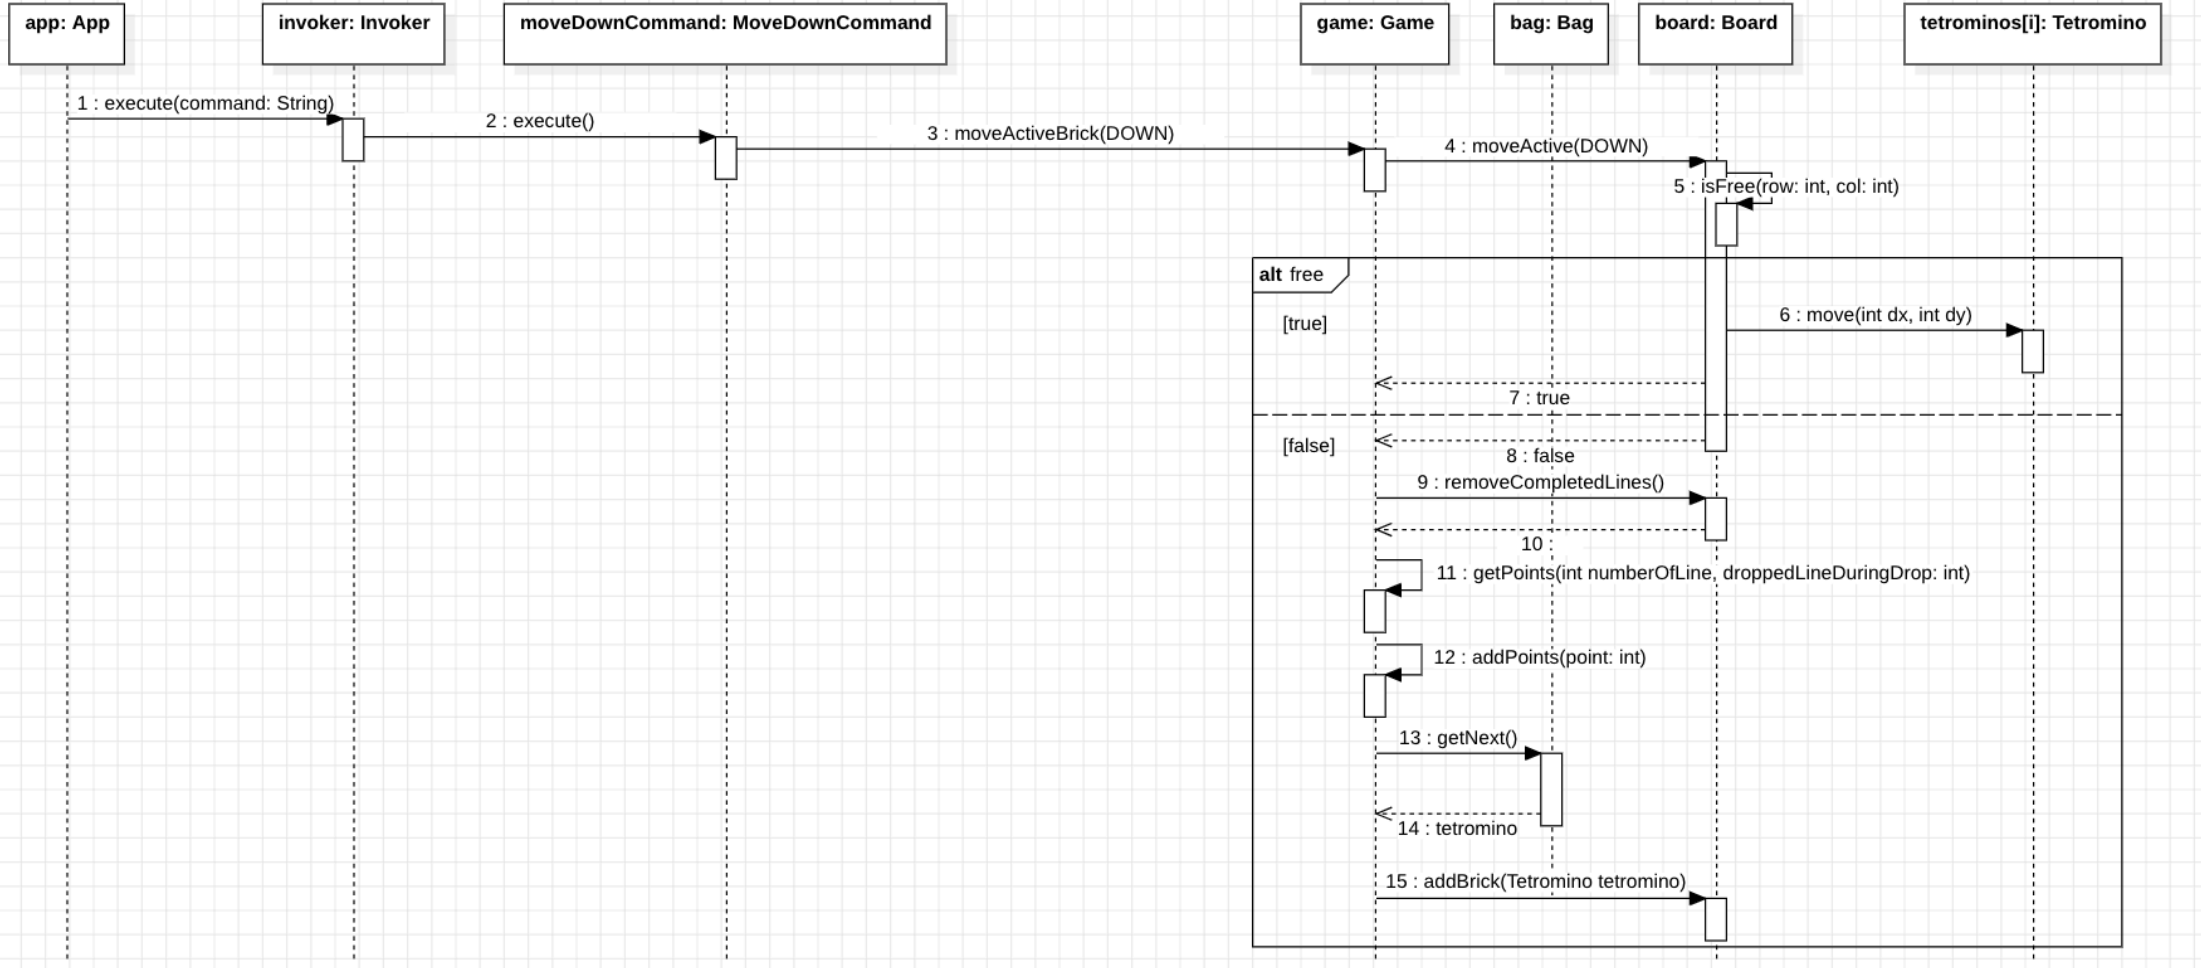 app: App
invoker: Invoker
moveDownCommand: MoveDownCommand
game: Game
bag: Bag
board: Board
tetrominos[i]: Tetromino
1 : execute(command: String)
2 : execute()
3 : moveActiveBrick(DOWN)
4 : moveActive(DOWN)
5 : isFree(row: int, col: int)
alt free
[true]
6 : move(int dx, int dy)
7 : true
[false]
8 : false
9 : removeCompletedLines()
10 :
11 : getPoints(int numberOfLine, droppedLineDuringDrop: int)
12 : addPoints(point: int)
13 : getNext()
14 : tetromino
15 : addBrick(Tetromino tetromino)